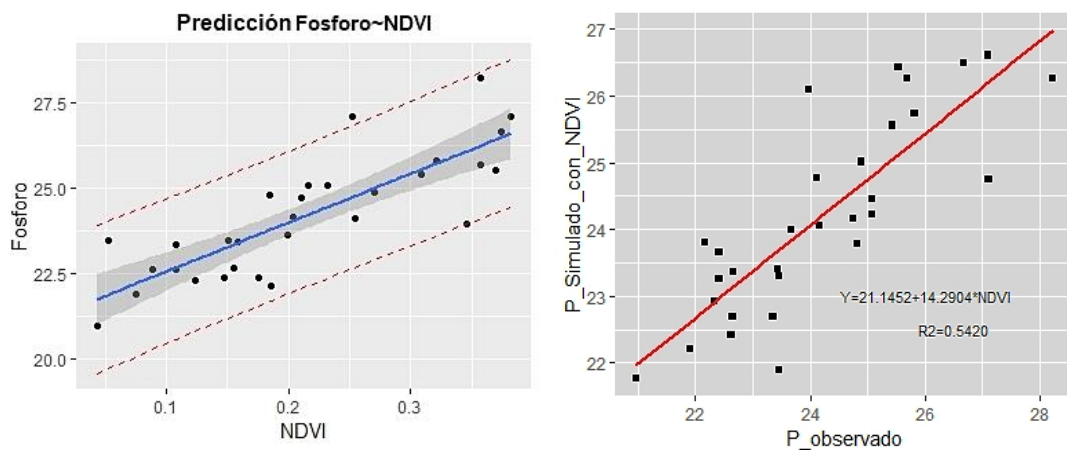 Predicción Fosforo~NDVI
Fosforo
27.5
25.0
22.5
20.0
0.1
0.2
0.3
NDVI
P_Simulado_con_NDVI
27
26
25
24
23
22
Y=21.1452+14.2904*NDVI
R2=0.5420
22
24
26
28
P_observado